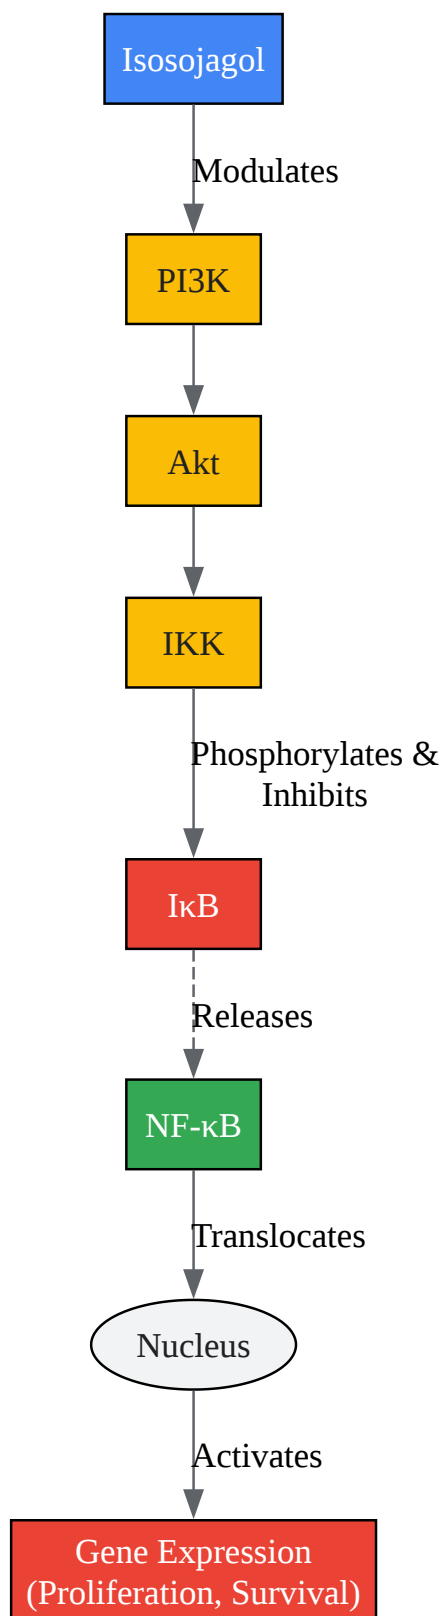 Isosojagol
Modulates
PI3K
Akt
IKK
Phosphorylates &
Inhibits
IκB
Releases
NF-κB
Translocates
Nucleus
Activates
Gene Expression
(Proliferation, Survival)